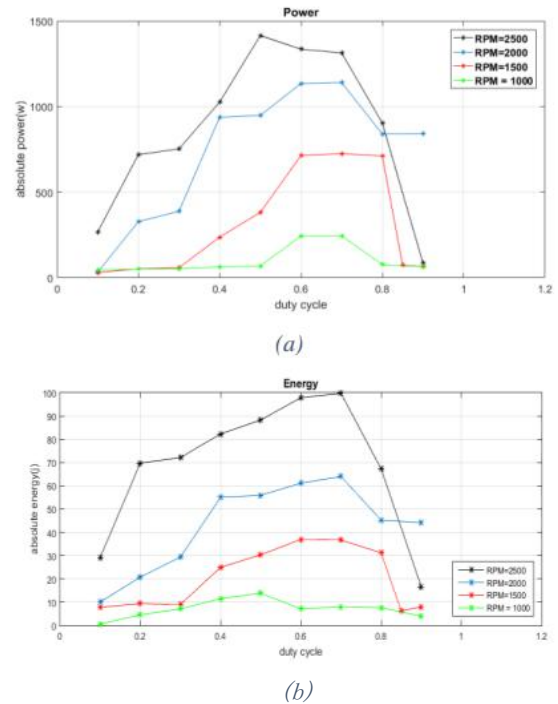 Power
RPM=2500
RPM=2000
RPM=1500
RPM = 1000
1500
1000
500
0
absolute power(w)
0 0.2 0.4 0.6 0.8 1 1.2
duty cycle
(a)
Energy
100
90
80
70
60
50
40
30
20
10
0
absolute energy(j)
RPM=2500
RPM=2000
RPM=1500
RPM = 1000
0 0.2 0.4 0.6 0.8 1 1.2
duty cycle
(b)